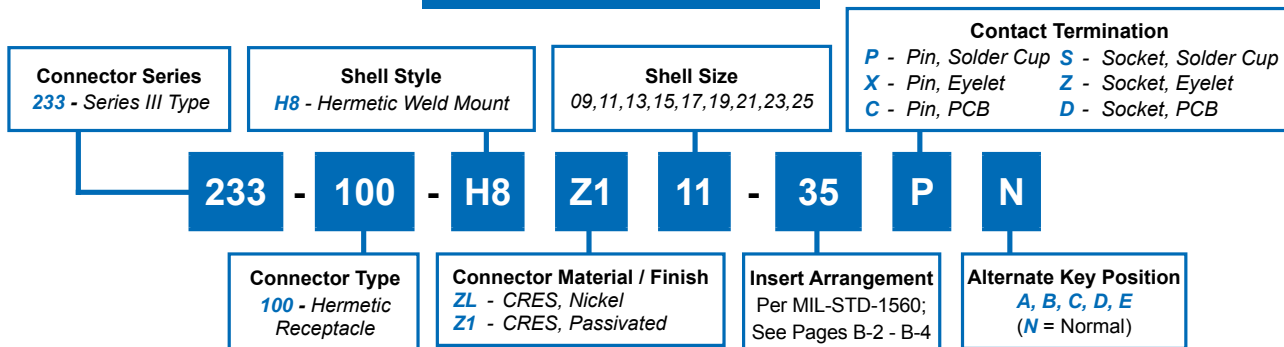 Connector Series
233 - Series III Type
Shell Style
H8 - Hermetic Weld Mount
Shell Size
09,11,13,15,17,19,21,23,25
Contact Termination
P - Pin, Solder Cup S - Socket, Solder Cup
X - Pin, Eyelet Z - Socket, Eyelet
C - Pin, PCB D - Socket, PCB
233 - 100 - H8 Z1 11 - 35 P N
Connector Type
100 - Hermetic
Receptacle
Connector Material / Finish
ZL - CRES, Nickel
Z1 - CRES, Passivated
Insert Arrangement
Per MIL-STD-1560;
See Pages B-2 - B-4
Alternate Key Position
A, B, C, D, E
(N = Normal)